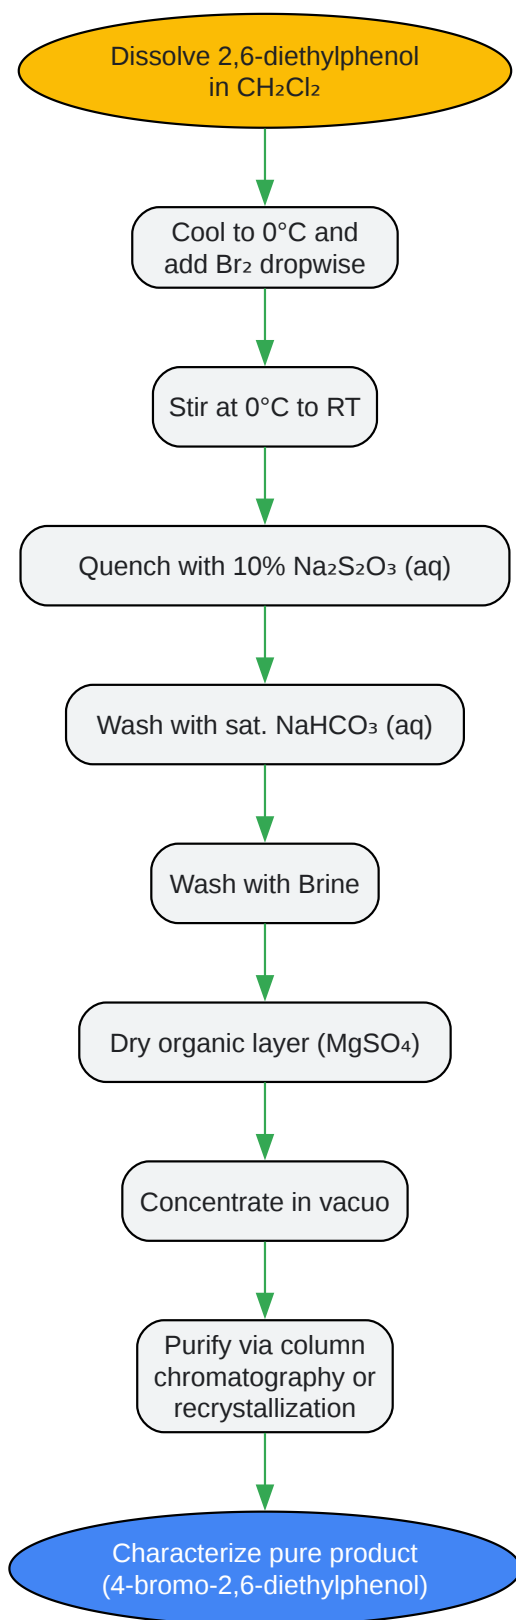 Dissolve 2,6-diethylphenol
in CH₂Cl₂
Cool to 0°C and
add Br₂ dropwise
Stir at 0°C to RT
Quench with 10% Na₂S₂O₃ (aq)
Wash with sat. NaHCO₃ (aq)
Wash with Brine
Dry organic layer (MgSO₄)
Concentrate in vacuo
Purify via column
chromatography or
recrystallization
Characterize pure product
(4-bromo-2,6-diethylphenol)